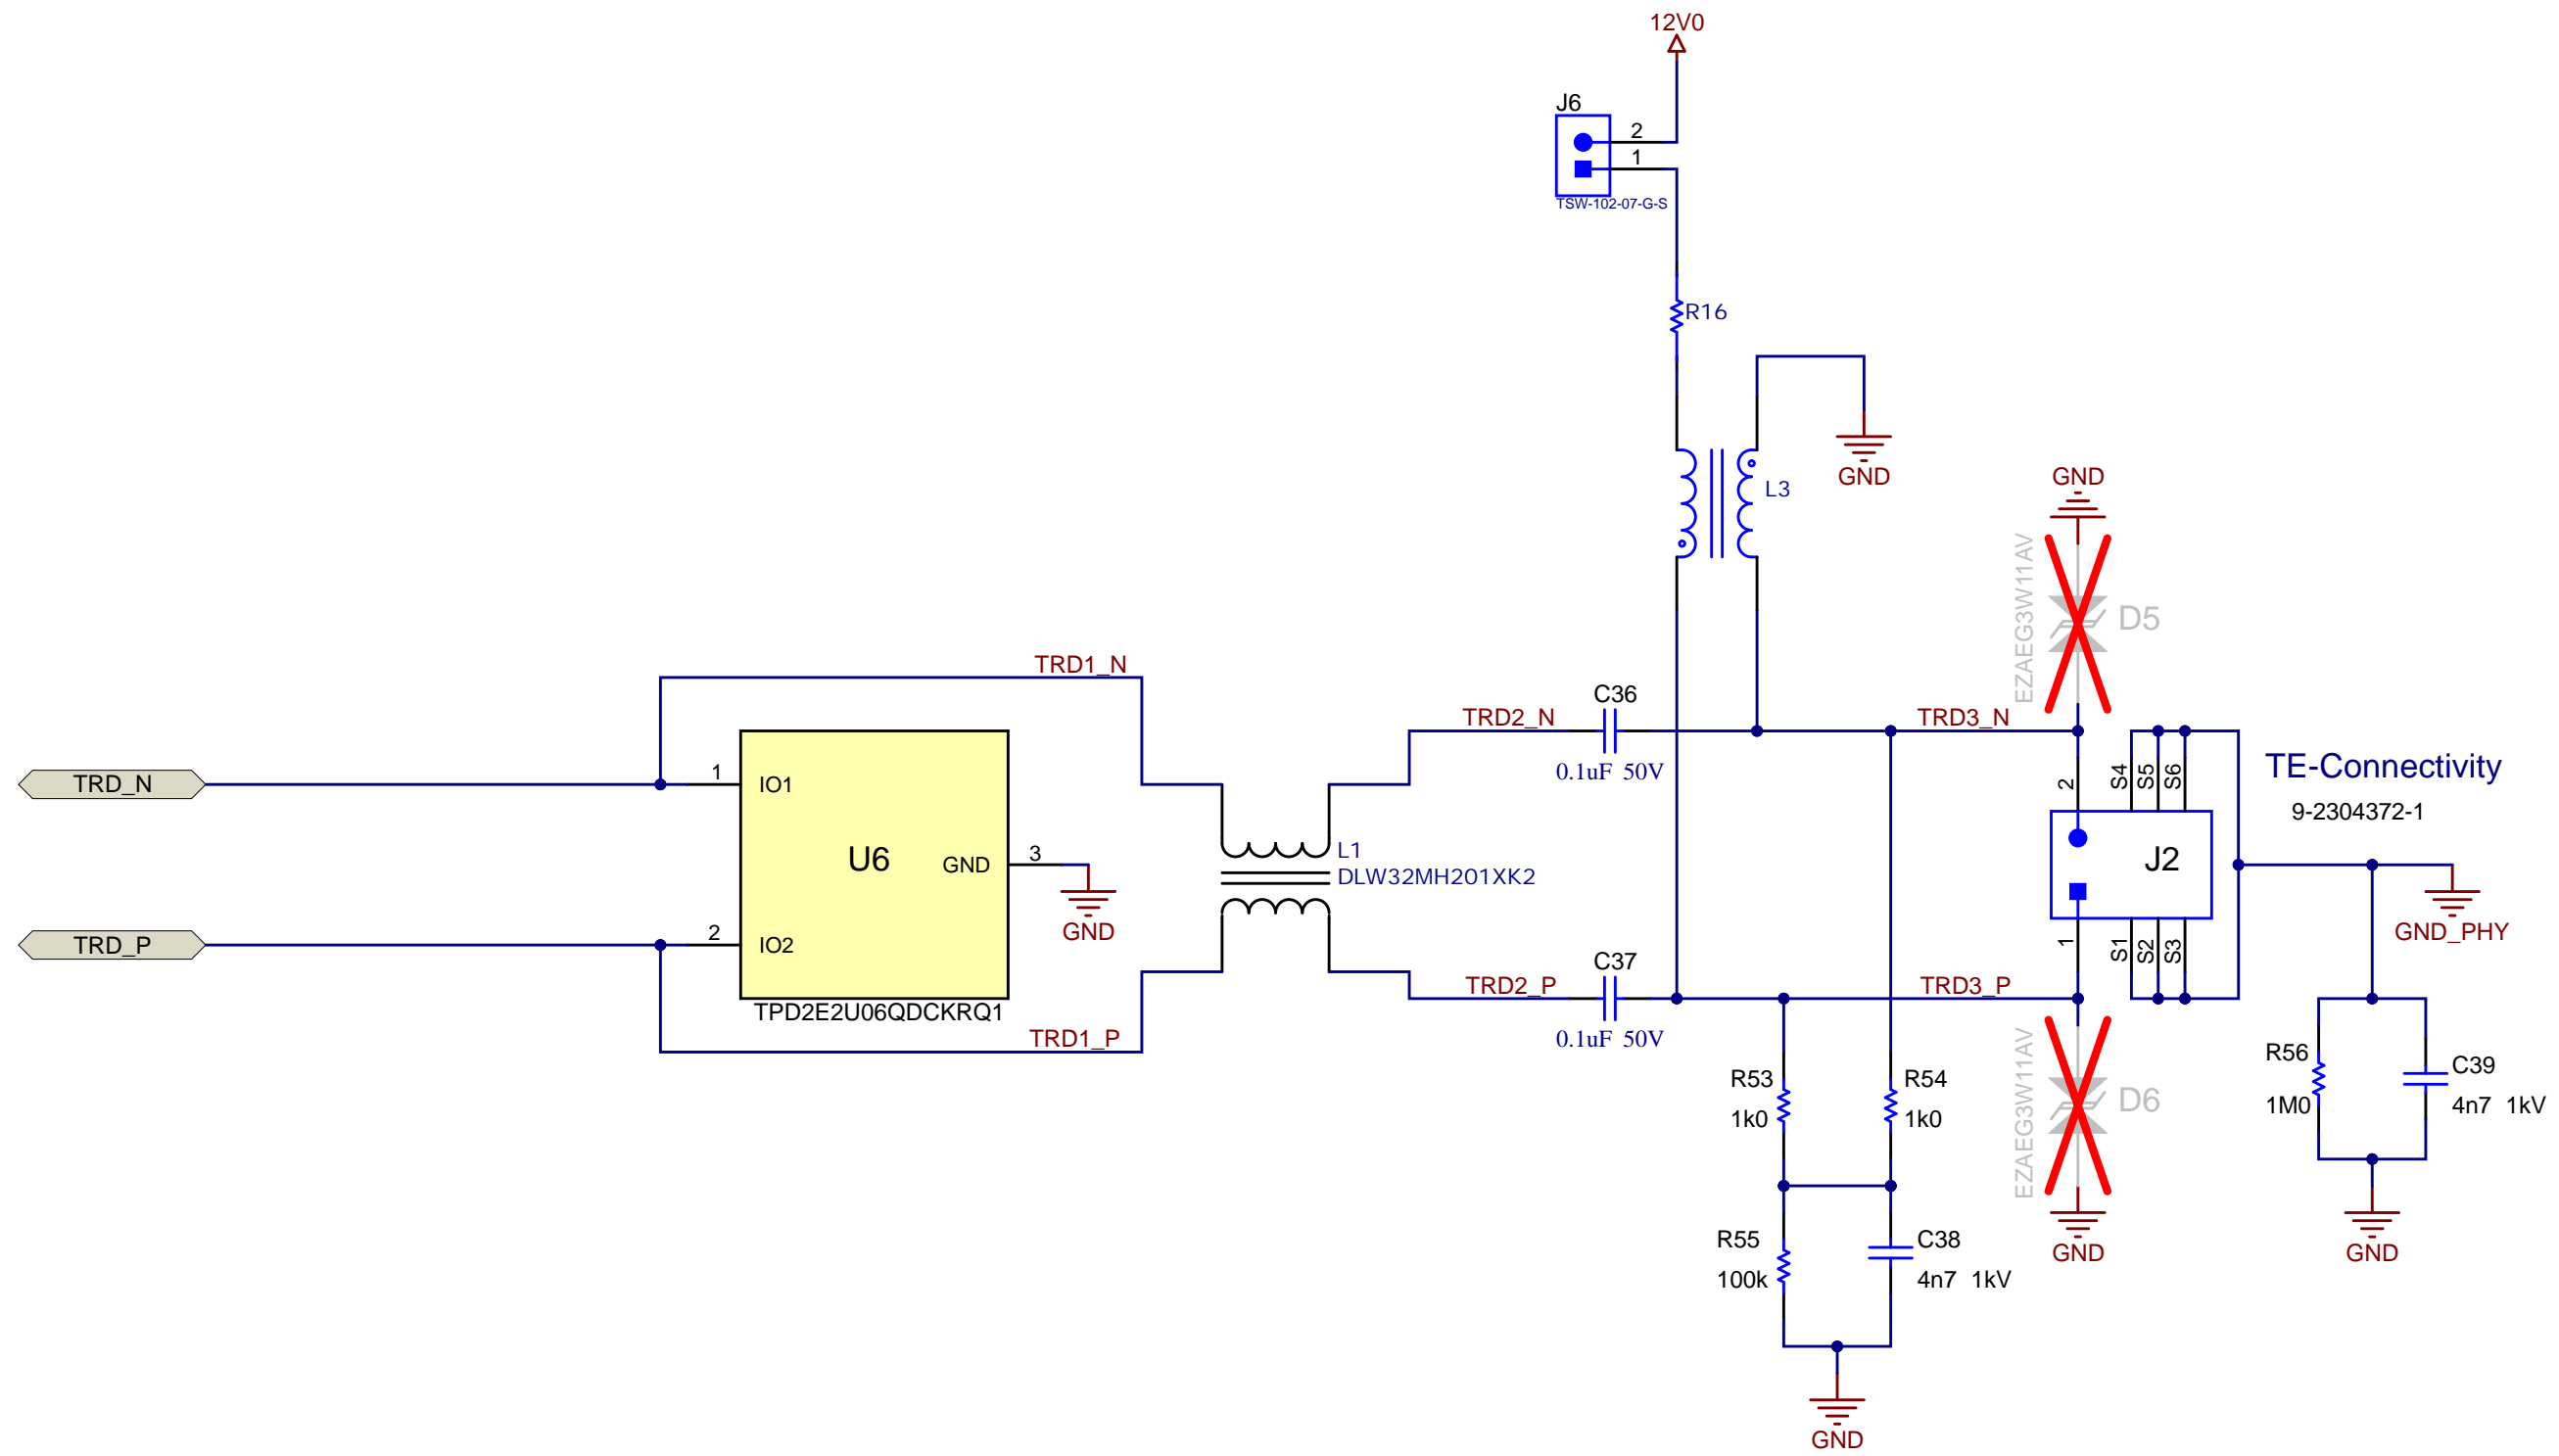 12V0
J6
2
1
TSW-102-07-G-S
R16
GND
L3
GND
EZAEG3W11AV
D5
TRD1_N
TRD2_N
C36
0.1uF 50V
TRD3_N
TRD_N
1
IO1
U6
GND
3
GND
2
IO2
TRD_P
TPD2E2U06QDCKRQ1
TRD1_P
L1
DLW32MH201XK2
TRD2_P
C37
0.1uF 50V
TRD3_P
2
S4
S5
S6
J2
1
S1
S2
S3
TE-Connectivity
9-2304372-1
GND_PHY
R53
1k0
R54
1k0
EZAEG3W11AV
D6
GND
R56
1M0
C39
4n7 1kV
GND
R55
100k
C38
4n7 1kV
GND